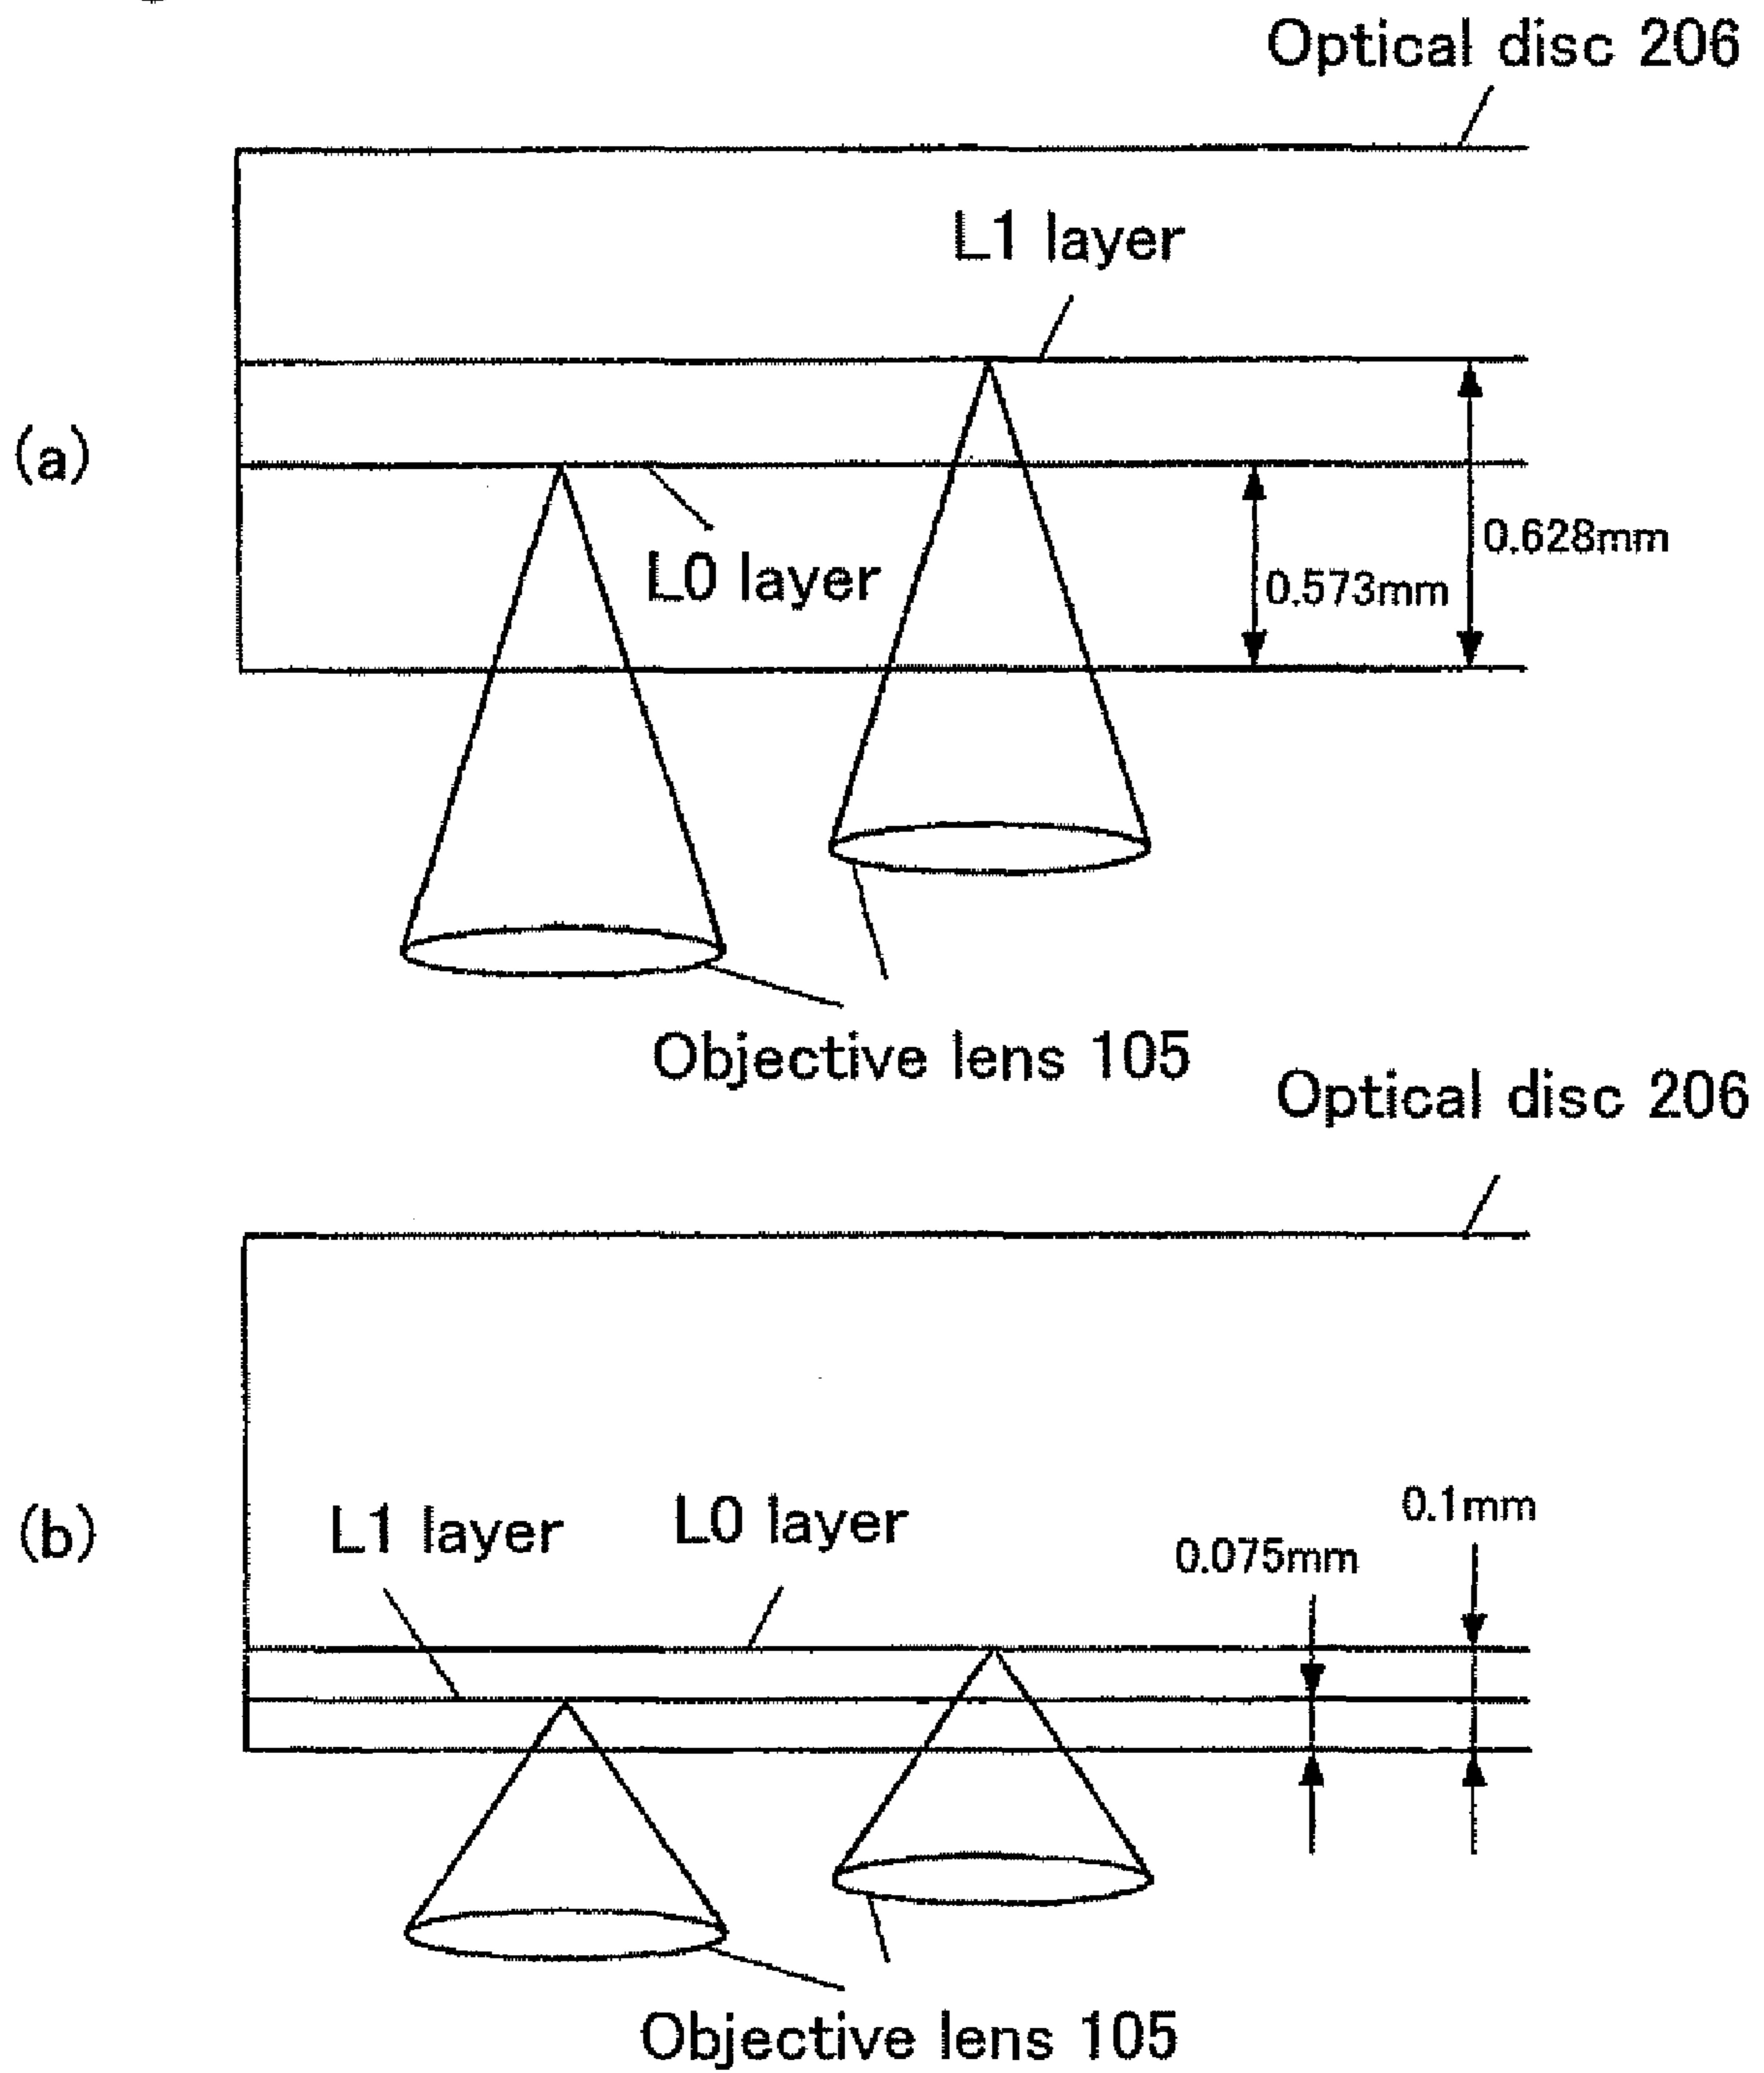 Optical disc 206
L1 layer
(a)
0.628mm
0.573mm
L0 layer
Objective lens 105
Optical disc 206
0.1mm
L1 layer
L0 layer
0.075mm
(b)
Objective lens 105